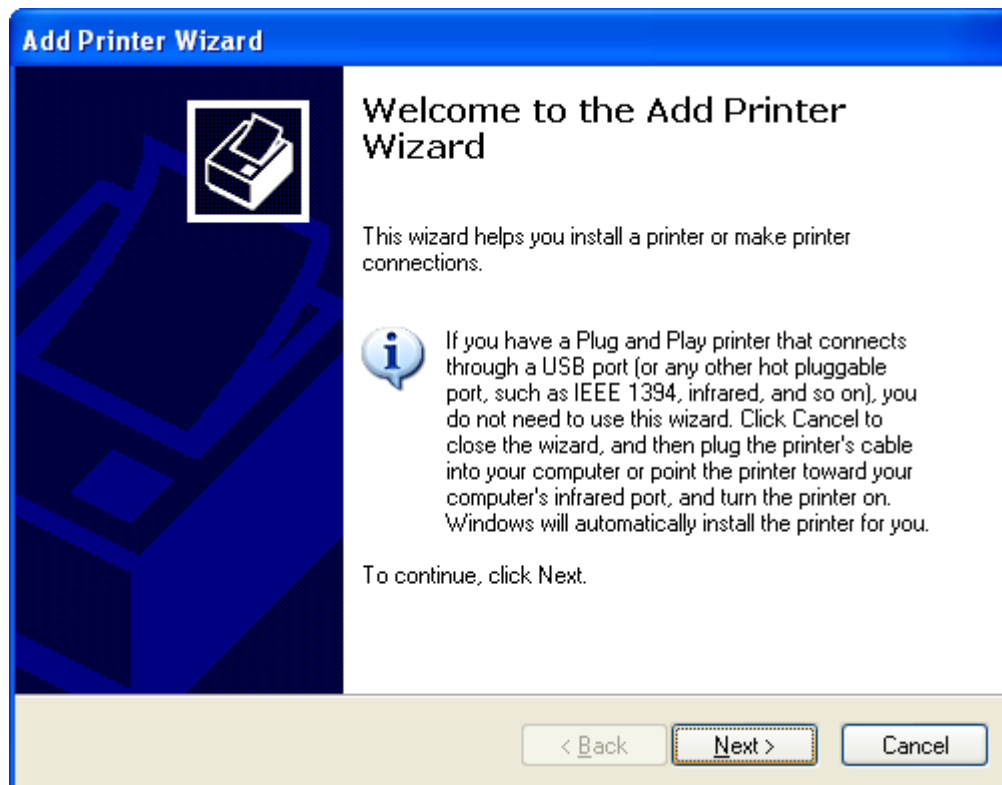 Add Printer Wizard
Welcome to the Add Printer
Wizard
This wizard helps you install a printer or make printer
connections.
If you have a Plug and Play printer that connects
through a USB port (or any other hot pluggable
port, such as IEEE 1394, infrared, and so on), you
do not need to use this wizard. Click Cancel to
close the wizard, and then plug the printer's cable
into your computer or point the printer toward your
computer's infrared port, and turn the printer on.
Windows will automatically install the printer for you.
To continue, click Next.
< Back Next > Cancel